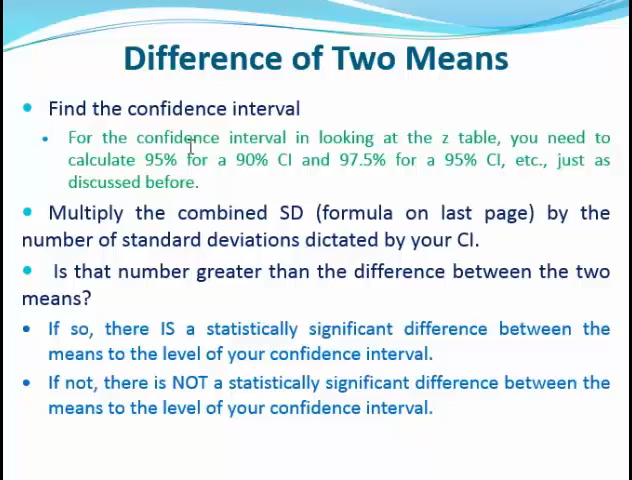 Difference of Two Means
• Find the confidence interval
• For the confidence interval in looking at the z table, you need to
calculate 95% for a 90% CI and 97.5% for a 95% CI, etc., just as
discussed before.
• Multiply the combined SD (formula on last page) by the
number of standard deviations dictated by your CI.
• Is that number greater than the difference between the two
means?
• If so, there IS a statistically significant difference between the
means to the level of your confidence interval.
• If not, there is NOT a statistically significant difference between the
means to the level of your confidence interval.